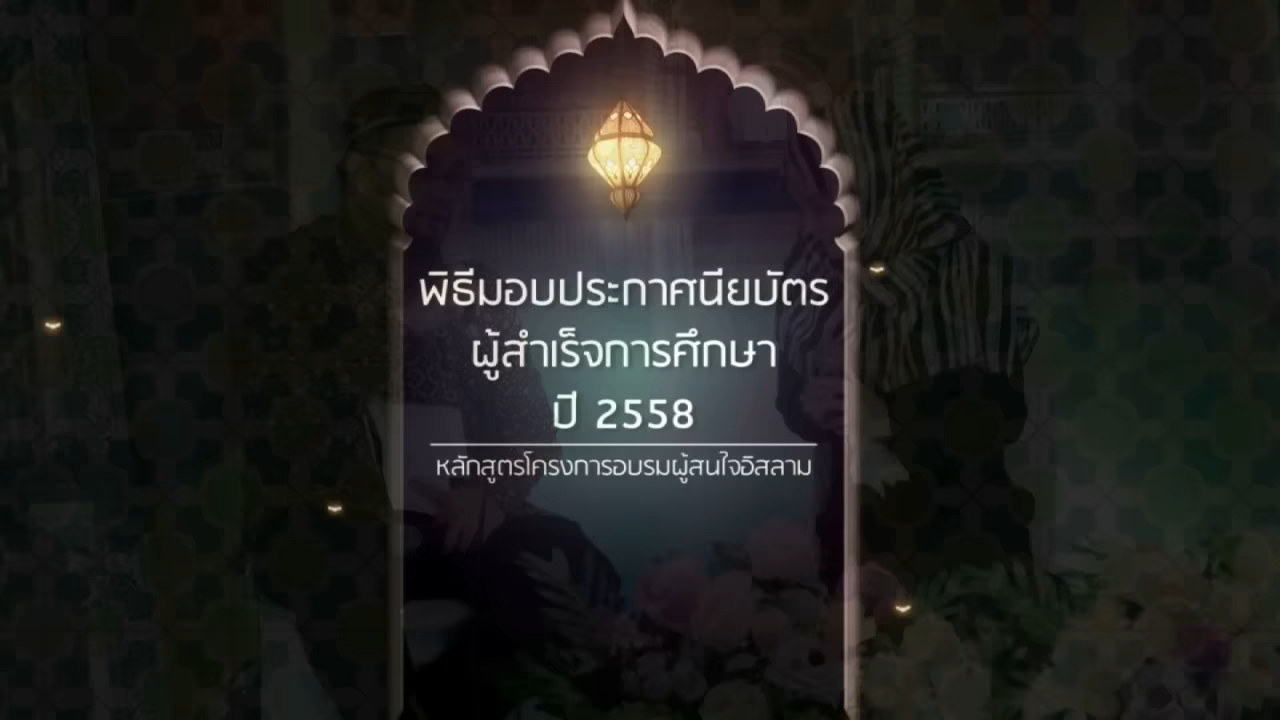 พิธีมอบประกาศนียบัตร
ผู้สำเร็จการศึกษา
ปี 2558
หลักสูตรโครงการอบรมผู้สนใจอิสลาม